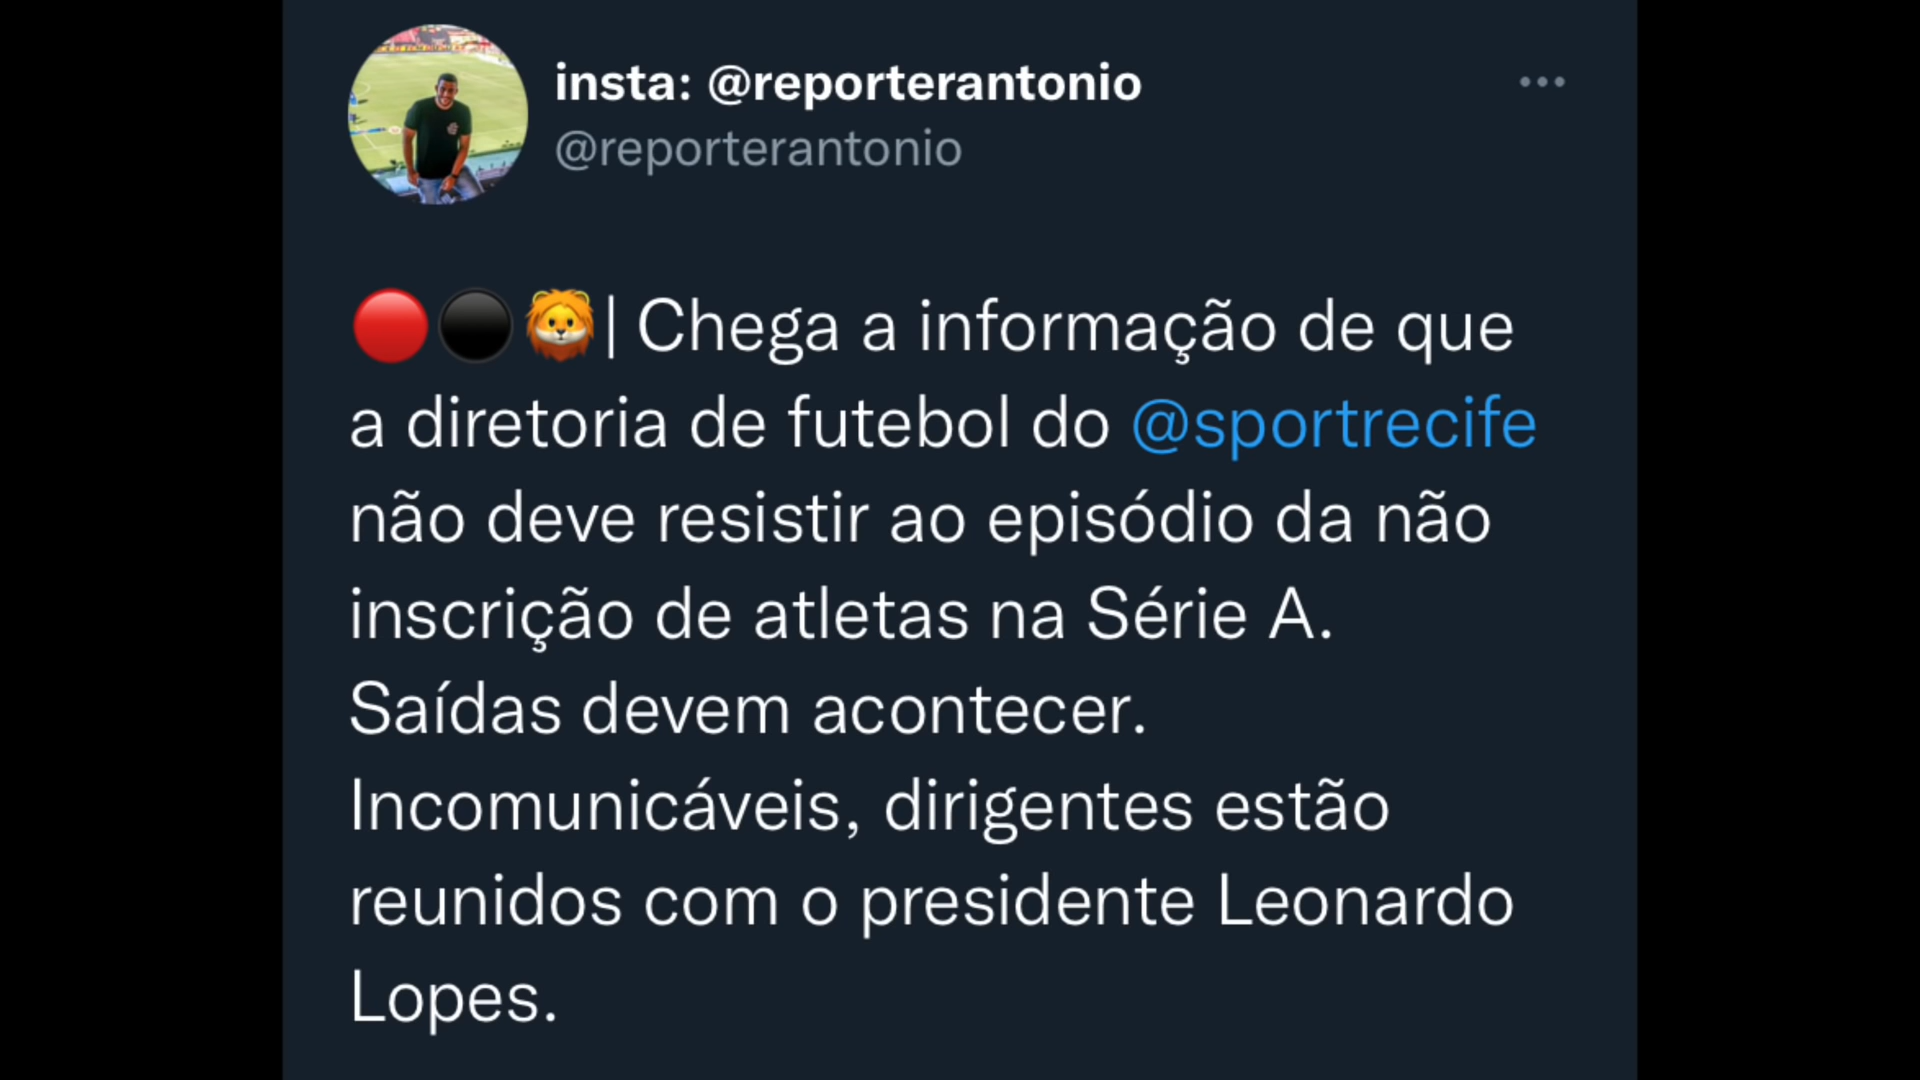 insta: @reporterantonio
@reporterantonio
🔴⚫🦁| Chega a informação de que
a diretoria de futebol do @sportrecife
não deve resistir ao episódio da não
inscrição de atletas na Série A.
Saídas devem acontecer.
Incomunicáveis, dirigentes estão
reunidos com o presidente Leonardo
Lopes.